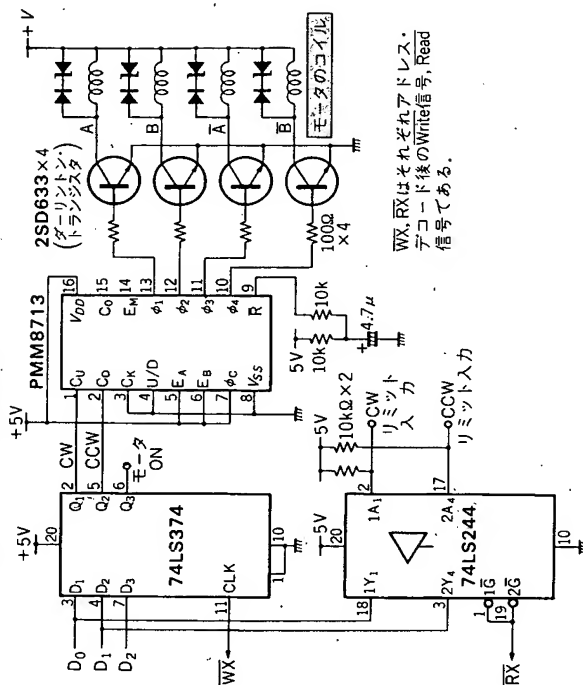 +5V
20
74LS374
D0
D1
D2
3
4
7
D1
D2
D3
Q1
Q2
Q3
2
5
6
CW
CCW
モータ
ON
11
CLK
WX
1
10
+5V
PMM8713
1
2
3
4
5
6
7
8
CU
CD
CK
U/D
EA
EB
φC
VSS
VDD
CO
EM
φ1
φ2
φ3
φ4
R
16
15
14
13
12
11
10
9
5V
10k
10k
+
4.7μ
100Ω
×4
2SD633×4
(ダーリントン・
トランジスタ)
A
B
A
B
+V
モータのコイル
5V
20
74LS244
18
1Y1
3
2Y4
1
1G
19
2G
RX
1A1
2
2A4
17
10
5V
10kΩ×2
CW
リミット
入力
CCW
リミット入力
WX, RXはそれぞれアドレス・
デコード後のWrite信号, Read
信号である。